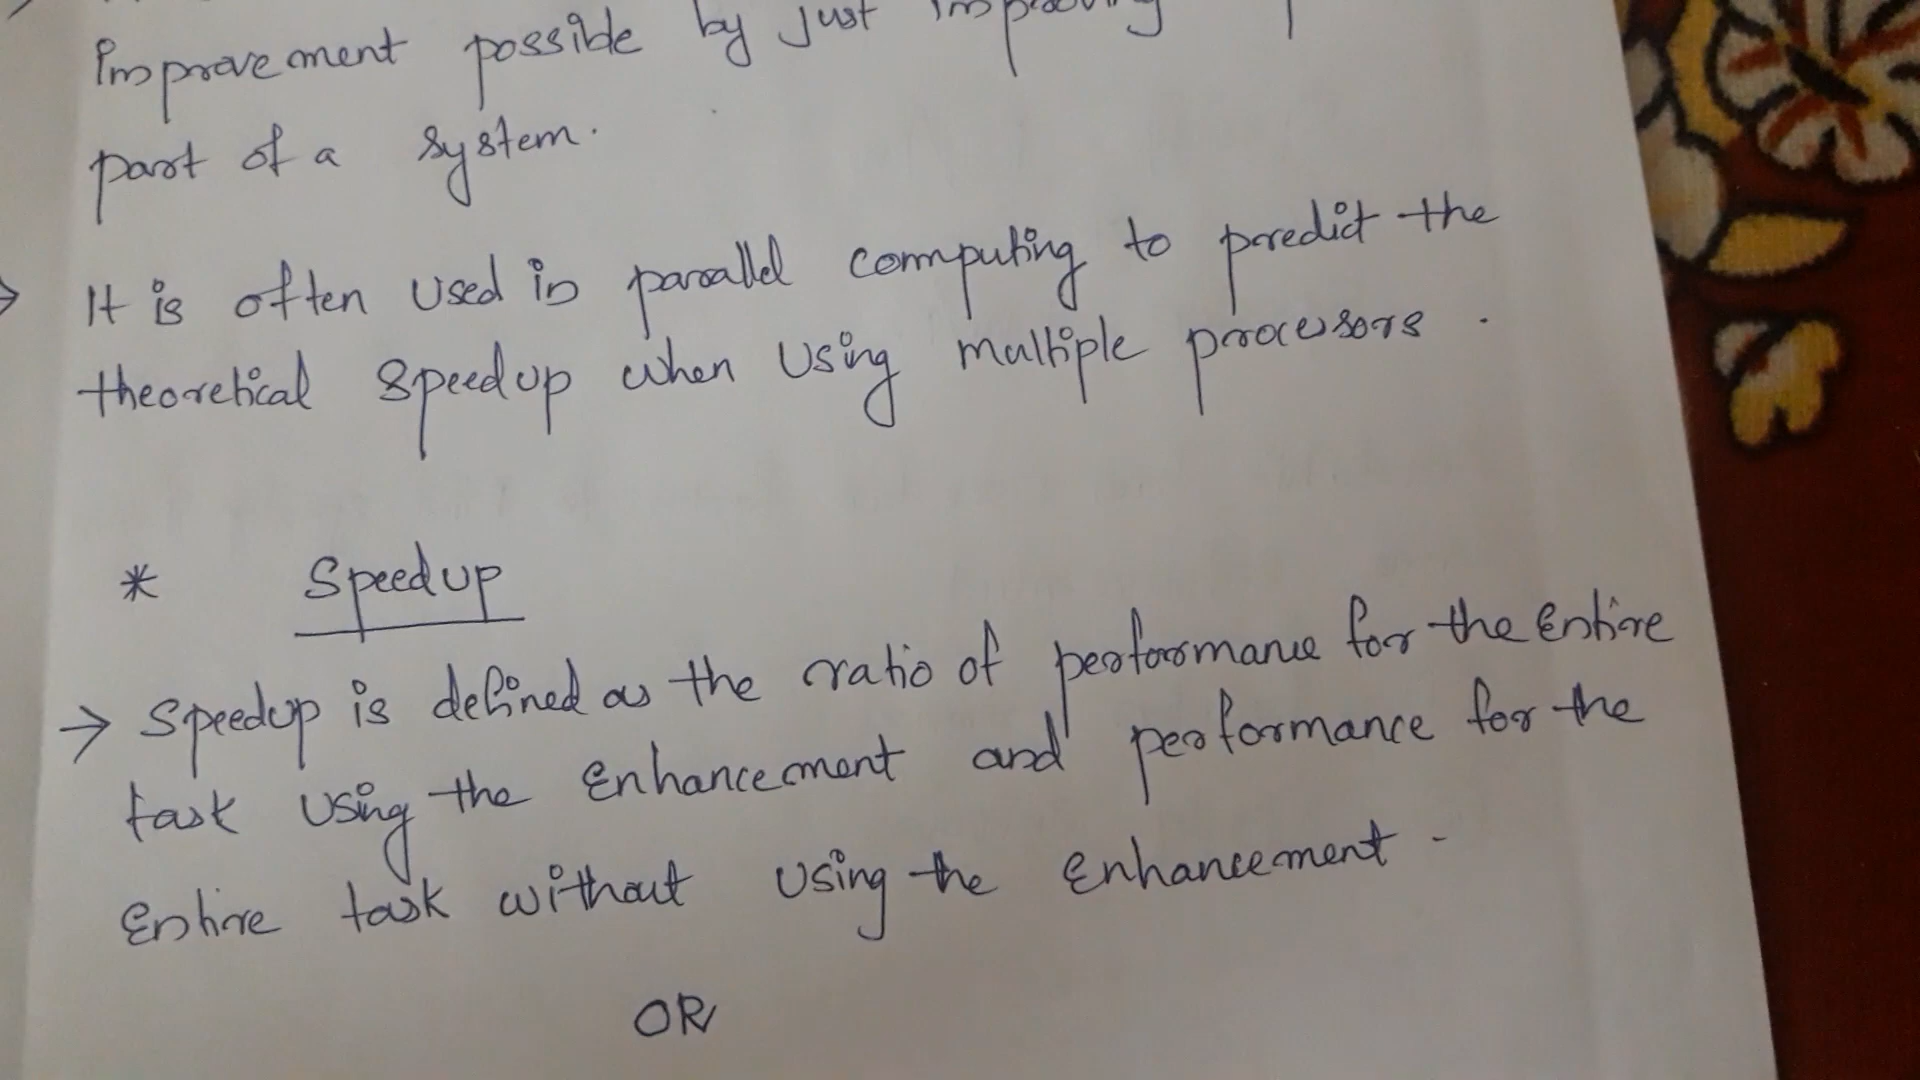 Improvement possible by just improving
part of a system.
→ It is often used in parallel computing to predict the
theoretical speedup when using multiple processors.
* Speedup
→ Speedup is defined as the ratio of performance for the entire
task using the enhancement and performance for the
entire task without using the enhancement.
OR